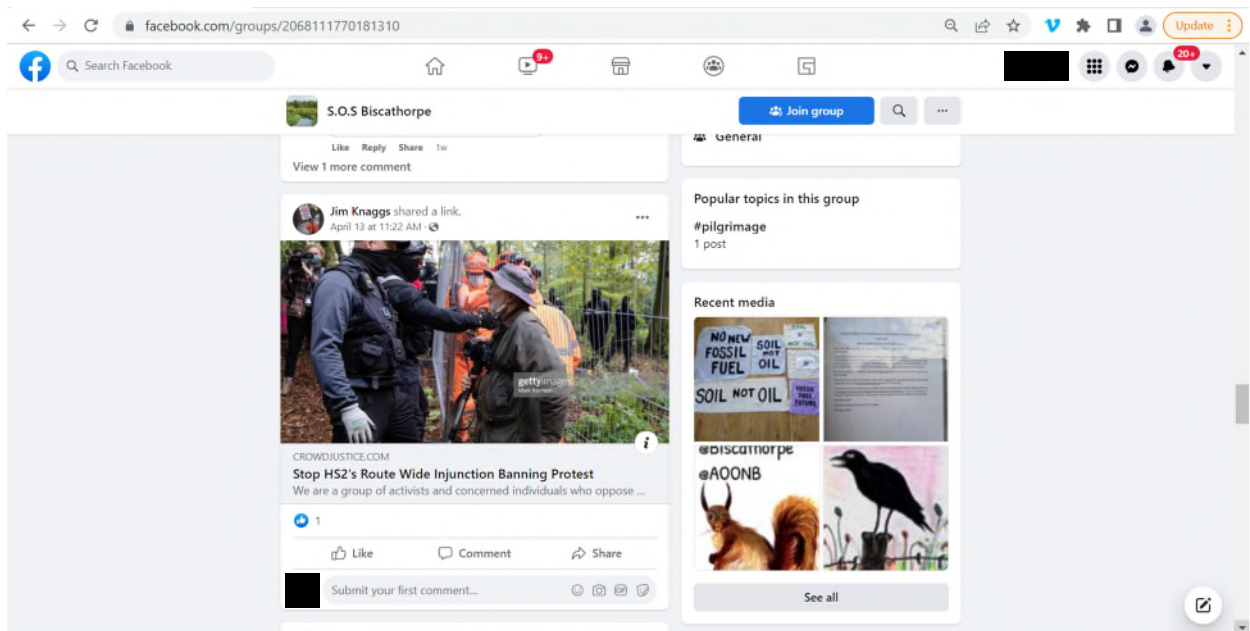 facebook.com/groups/2068111770181310
Update
Search Facebook
9+
20+
S.O.S Biscathorpe
Join group
Like Reply Share 1w
View 1 more comment
General
Jim Knaggs shared a link.
April 13 at 11:22 AM ·
gettyimages
CROWDJUSTICE.COM
Stop HS2's Route Wide Injunction Banning Protest
We are a group of activists and concerned individuals who oppose ...
1
Like Comment Share
Submit your first comment...
GIF
Popular topics in this group
#pilgrimage
1 post
Recent media
NO NEW
FOSSIL
FUEL
SOIL
NOT
OIL
SOIL NOT OIL
@Biscathorpe
@AOONB
See all